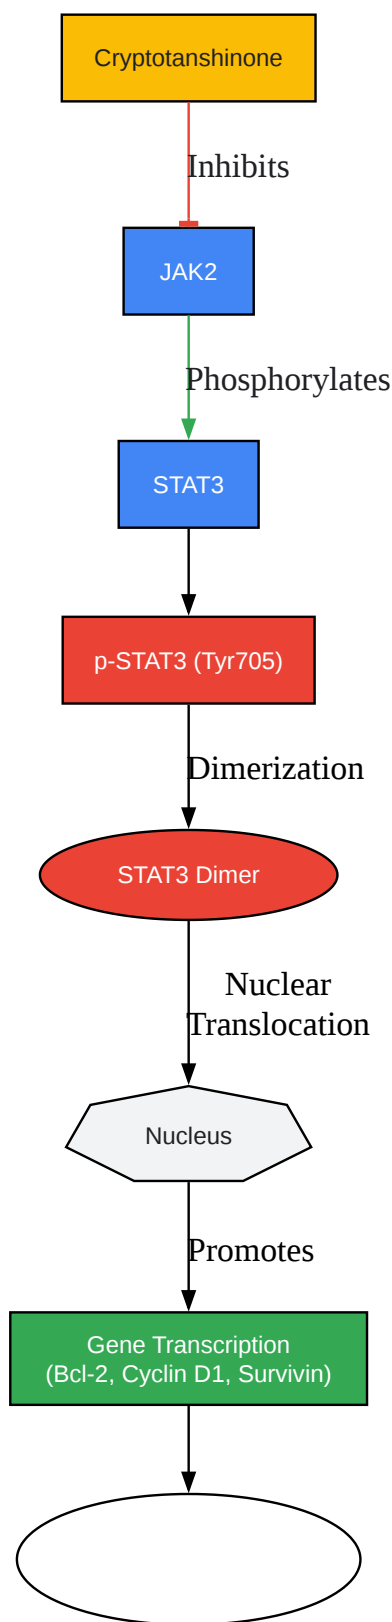 Cryptotanshinone
Inhibits
JAK2
Phosphorylates
STAT3
p-STAT3 (Tyr705)
Dimerization
STAT3 Dimer
Nuclear
Translocation
Nucleus
Promotes
Gene Transcription
(Bcl-2, Cyclin D1, Survivin)